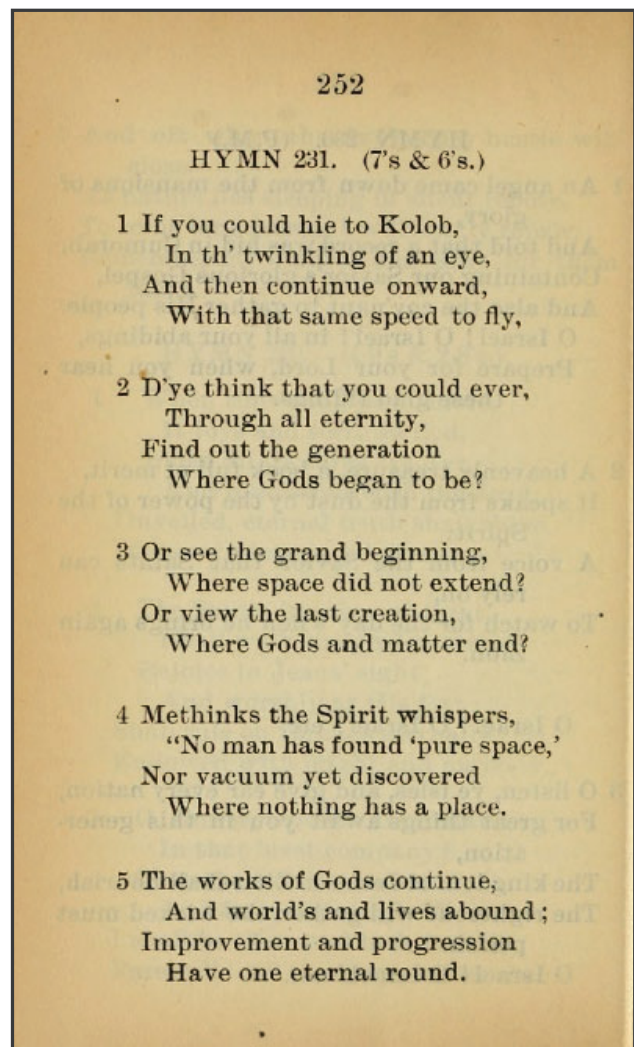 252
HYMN 231. (7's & 6's.)
1 If you could hie to Kolob,
In th' twinkling of an eye,
And then continue onward,
With that same speed to fly,
2 D'ye think that you could ever,
Through all eternity,
Find out the generation
Where Gods began to be?
3 Or see the grand beginning,
Where space did not extend?
Or view the last creation,
Where Gods and matter end?
4 Methinks the Spirit whispers,
"No man has found 'pure space,'
Nor vacuum yet discovered
Where nothing has a place.
5 The works of Gods continue,
And world's and lives abound;
Improvement and progression
Have one eternal round.